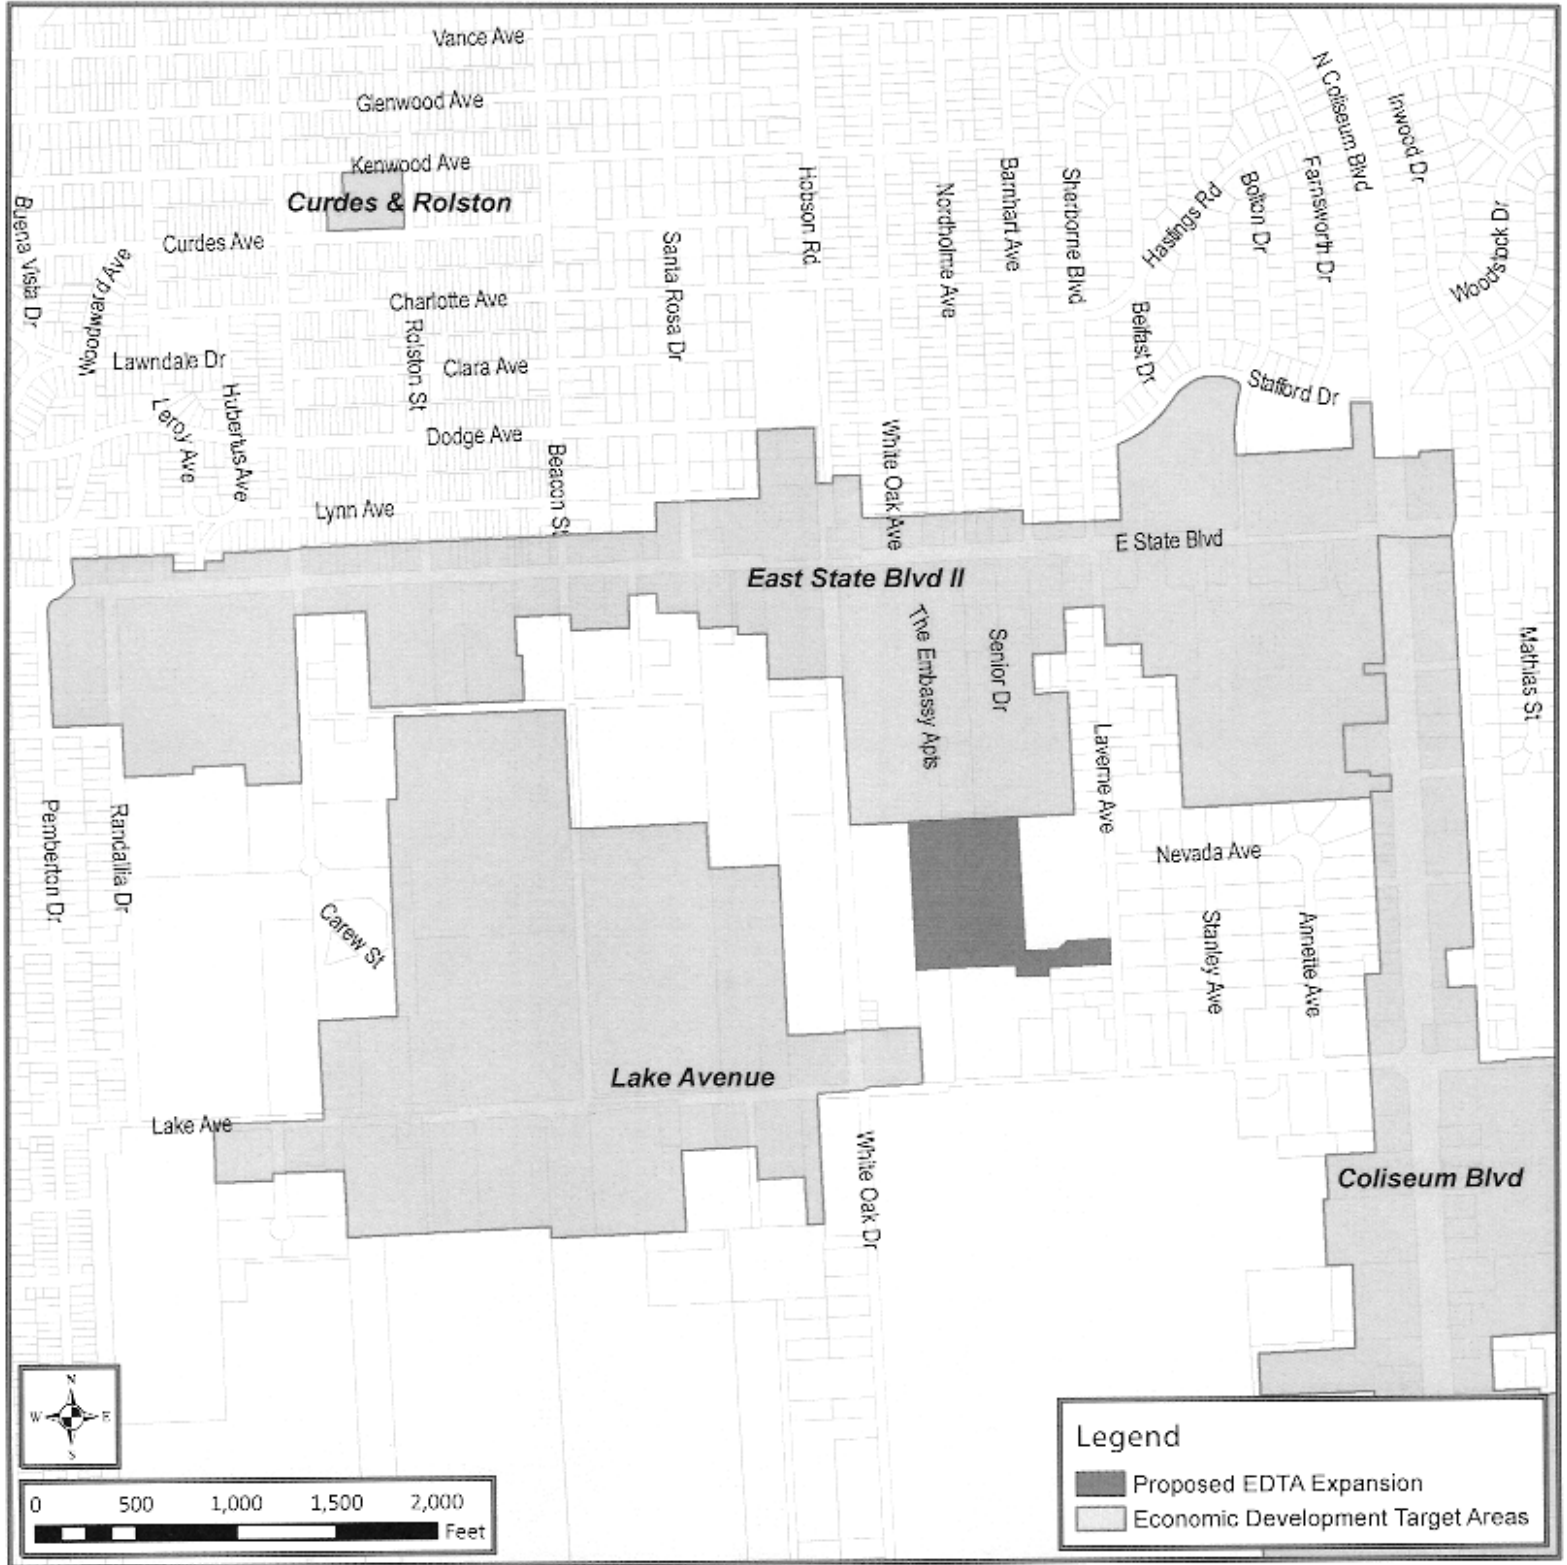 Vance Ave
Glenwood Ave
Kenwood Ave
Curdes & Rolston
Curdes Ave
Buena Vista Dr
Woodward Ave
Charlotte Ave
Rolston St
Lawndale Dr
Clara Ave
Leroy Ave
Hubertus Ave
Dodge Ave
Beacon St
Lynn Ave
Santa Rosa Dr
Hobson Rd
White Oak Ave
Nordholme Ave
Barnhart Ave
Sherborne Blvd
Hastings Rd
Belfast Dr
Bolton Dr
Farnsworth Dr
N Coliseum Blvd
Inwood Dr
Woodstock Dr
Stafford Dr
E State Blvd
East State Blvd II
The Embassy Apts
Senior Dr
Laverne Ave
Mathias St
Pemberton Dr
Randallia Dr
Carew St
Nevada Ave
Stanley Ave
Annette Ave
Lake Avenue
Lake Ave
White Oak Dr
Coliseum Blvd
N
W E
S
0 500 1,000 1,500 2,000
Feet
Legend
Proposed EDTA Expansion
Economic Development Target Areas